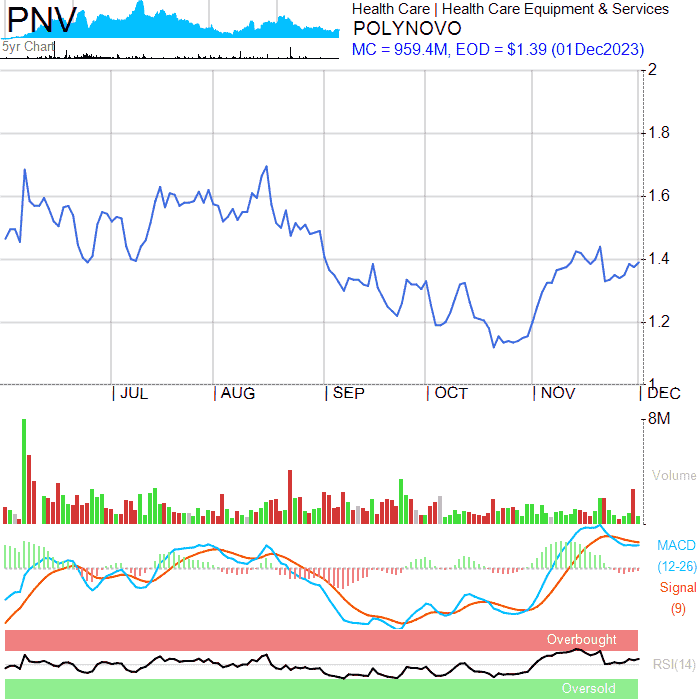 PNV
Health Care | Health Care Equipment & Services
POLYNOVO
5yr Chart
MC = 959.4M, EOD = $1.39 (01Dec2023)
2
1.8
1.6
1.4
1.2
1
JUL AUG SEP OCT NOV DEC
8M
Volume
MACD
(12-26)
Signal
(9)
Overbought
RSI(14)
Oversold